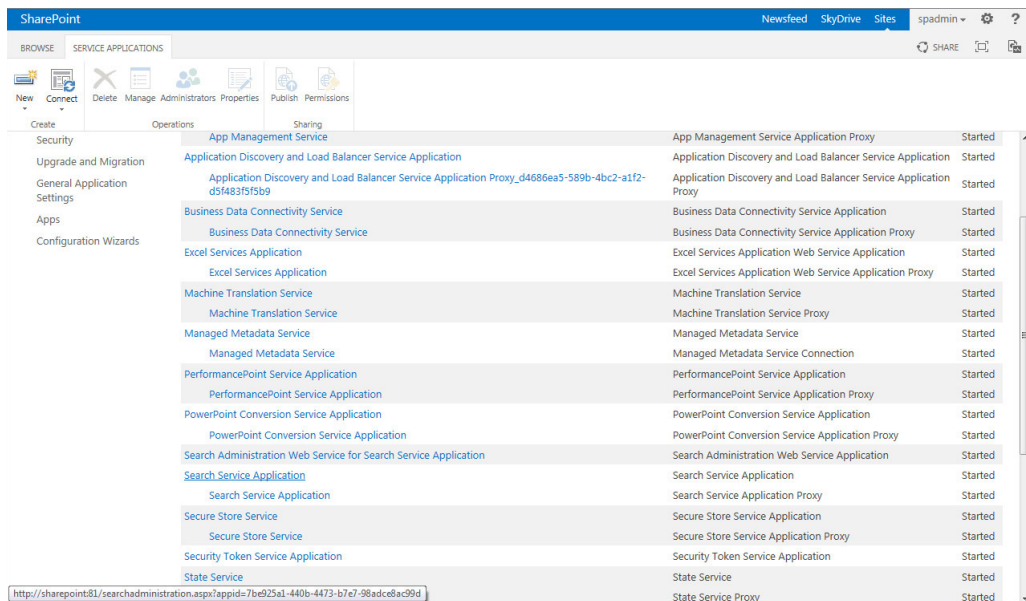 SharePoint Newsfeed SkyDrive Sites spadmin ?
BROWSE SERVICE APPLICATIONS SHARE
New Connect Delete Manage Administrators Properties Publish Permissions
Create Operations Sharing
Security
Upgrade and Migration
General Application
Settings
Apps
Configuration Wizards
App Management Service App Management Service Application Proxy Started
Application Discovery and Load Balancer Service Application Application Discovery and Load Balancer Service Application Started
Application Discovery and Load Balancer Service Application Proxy_d4686ea5-589b-4bc2-a1f2-
d5f483f5f5b9
Application Discovery and Load Balancer Service Application
Proxy
Started
Business Data Connectivity Service Business Data Connectivity Service Application Started
Business Data Connectivity Service Business Data Connectivity Service Application Proxy Started
Excel Services Application Excel Services Application Web Service Application Started
Excel Services Application Excel Services Application Web Service Application Proxy Started
Machine Translation Service Machine Translation Service Started
Machine Translation Service Machine Translation Service Proxy Started
Managed Metadata Service Managed Metadata Service Started
Managed Metadata Service Managed Metadata Service Connection Started
PerformancePoint Service Application PerformancePoint Service Application Started
PerformancePoint Service Application PerformancePoint Service Application Proxy Started
PowerPoint Conversion Service Application PowerPoint Conversion Service Application Started
PowerPoint Conversion Service Application PowerPoint Conversion Service Application Proxy Started
Search Administration Web Service for Search Service Application Search Administration Web Service Application Started
Search Service Application Search Service Application Started
Search Service Application Search Service Application Proxy Started
Secure Store Service Secure Store Service Application Started
Secure Store Service Secure Store Service Application Proxy Started
Security Token Service Application Security Token Service Application Started
State Service State Service Started
http://sharepoint:81/searchadministration.aspx?appid=7be925a1-440b-4473-b7e7-98adce8ac99d State Service Proxy Started